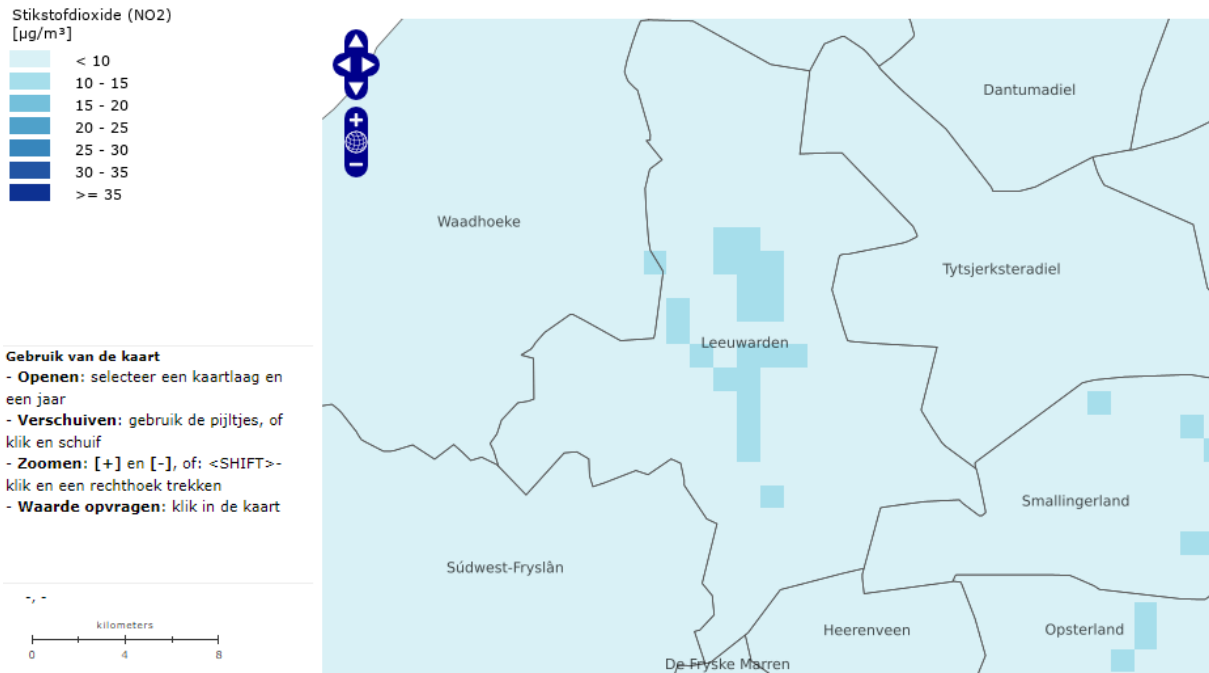 Stikstofdioxide (NO2)
[µg/m³]
< 10
10 - 15
15 - 20
20 - 25
25 - 30
30 - 35
>= 35
Gebruik van de kaart
- Openen: selecteer een kaartlaag en
een jaar
- Verschuiven: gebruik de pijltjes, of
klik en schuif
- Zoomen: [+] en [-], of: <SHIFT>-
klik en een rechthoek trekken
- Waarde opvragen: klik in de kaart
-, -
kilometers
0 4 8
Dantumadiel
Waadhoeke
Tytsjerksteradiel
Leeuwarden
Smallingerland
Súdwest-Fryslân
Heerenveen
Opsterland
De Fryske Marren